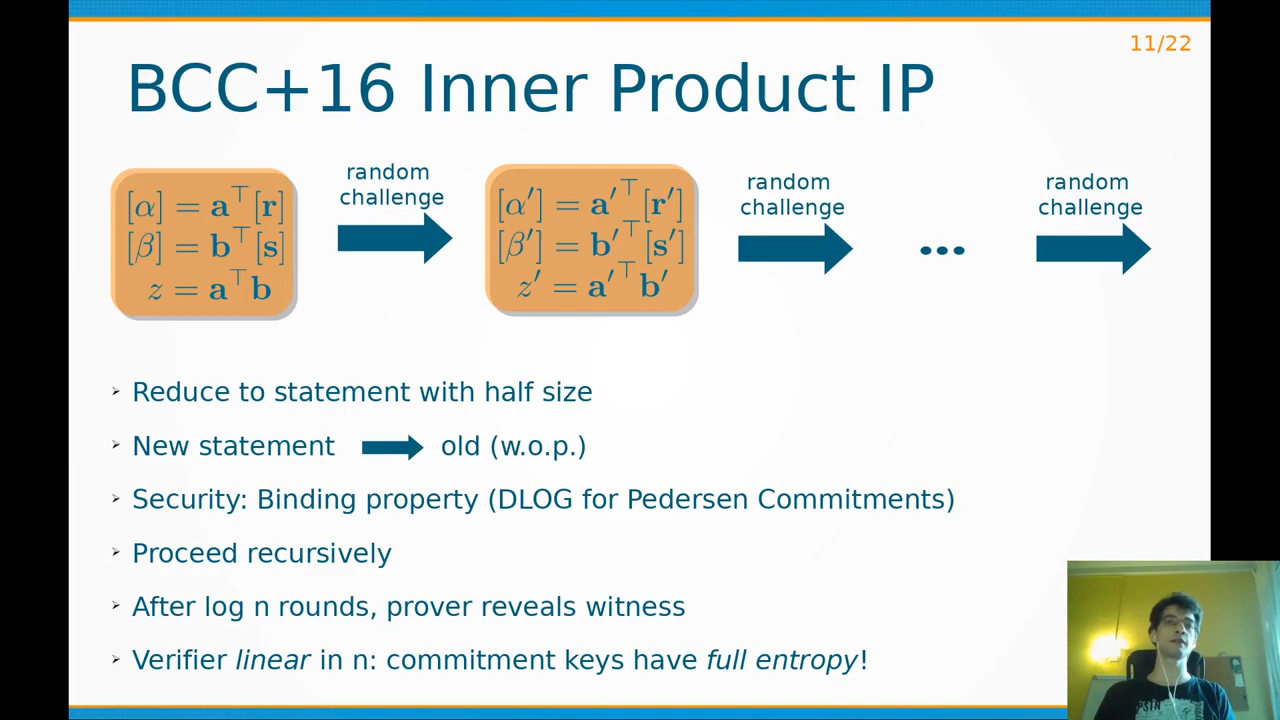 11/22
BCC+16 Inner Product IP
[α] = a⊤[r]
[β] = b⊤[s]
z = a⊤b
random
challenge
[α′] = a′⊤[r′]
[β′] = b′⊤[s′]
z′ = a′⊤b′
random
challenge
...
random
challenge
Reduce to statement with half size
New statement old (w.o.p.)
Security: Binding property (DLOG for Pedersen Commitments)
Proceed recursively
After log n rounds, prover reveals witness
Verifier linear in n: commitment keys have full entropy!